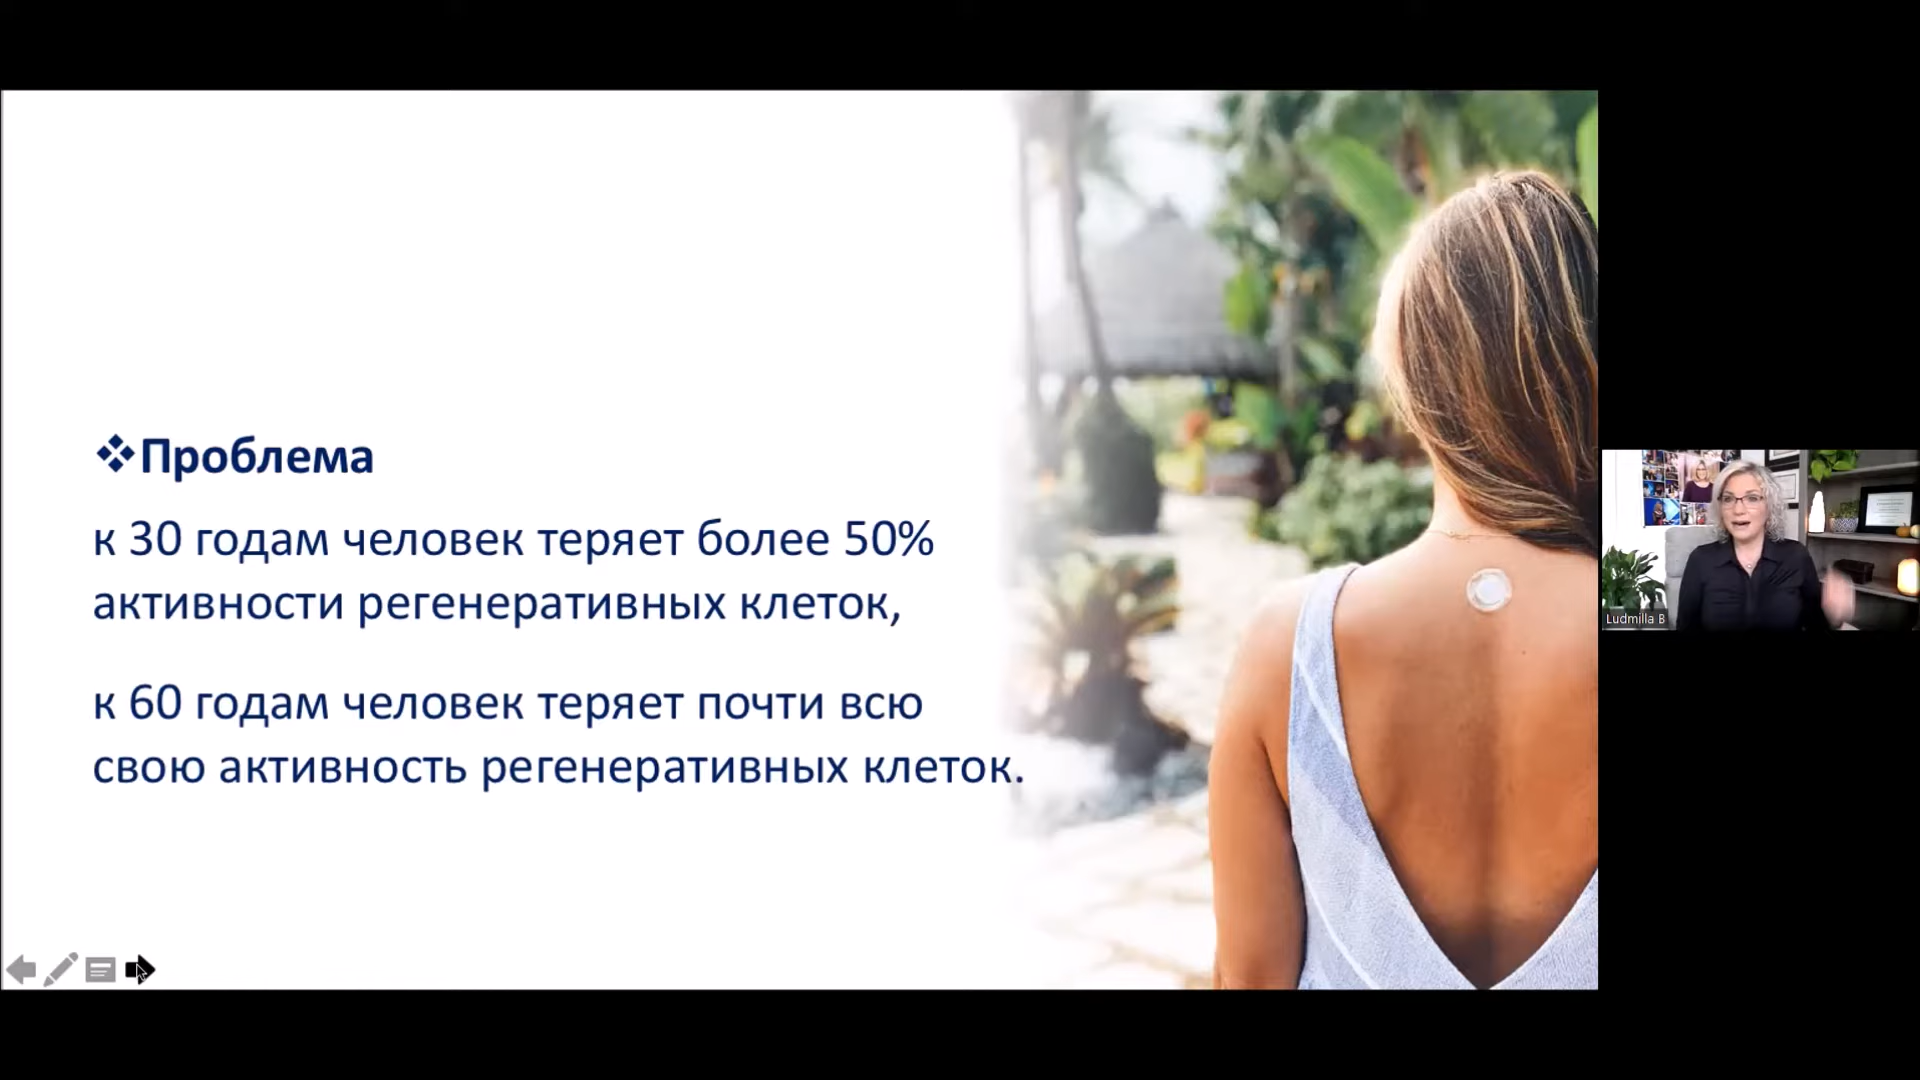 ❖Проблема
к 30 годам человек теряет более 50%
активности регенеративных клеток,
к 60 годам человек теряет почти всю
свою активность регенеративных клеток.
Ludmilla B